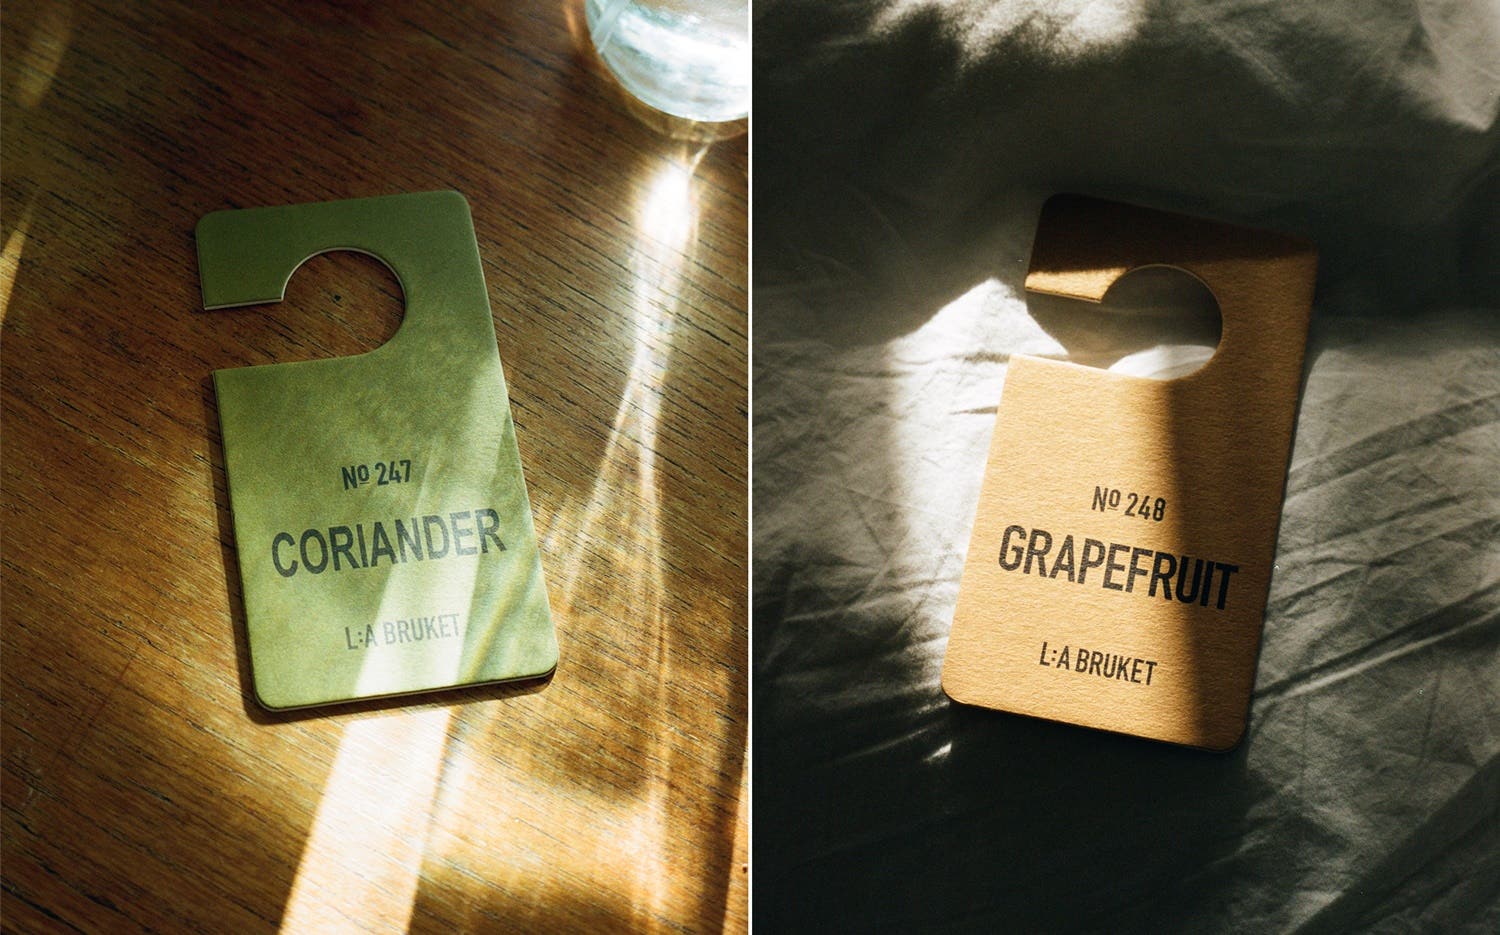 Nº 247
CORIANDER
L:A BRUKET
Nº 248
GRAPEFRUIT
L:A BRUKET